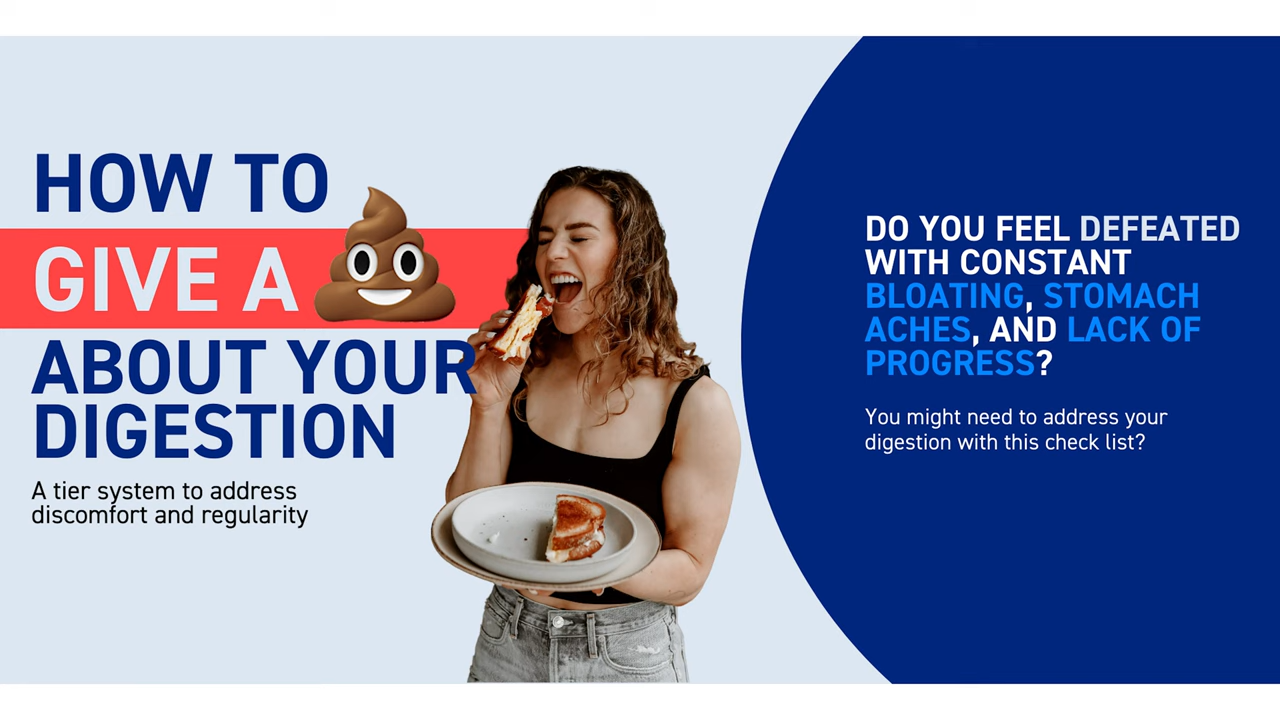 HOW TO
GIVE A 💩
ABOUT YOUR
DIGESTION
A tier system to address
discomfort and regularity
DO YOU FEEL DEFEATED
WITH CONSTANT
BLOATING, STOMACH
ACHES, AND LACK OF
PROGRESS?
You might need to address your
digestion with this check list?